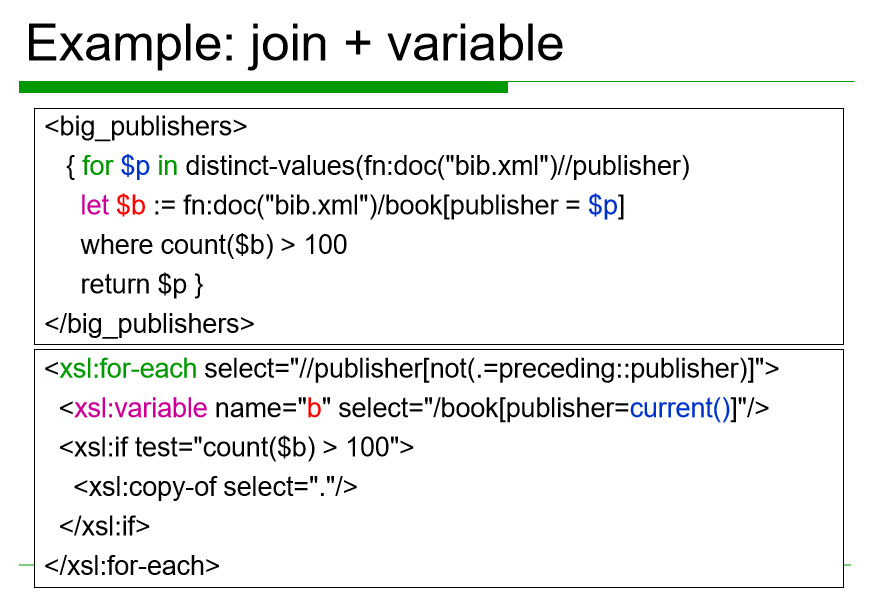 Example: join + variable
<big_publishers>
{ for $p in distinct-values(fn:doc("bib.xml")//publisher)
let $b := fn:doc("bib.xml")/book[publisher = $p]
where count($b) > 100
return $p }
</big_publishers>
<xsl:for-each select="//publisher[not(.=preceding::publisher)]">
<xsl:variable name="b" select="/book[publisher=current()]"/>
<xsl:if test="count($b) > 100">
<xsl:copy-of select="."/>
</xsl:if>
</xsl:for-each>